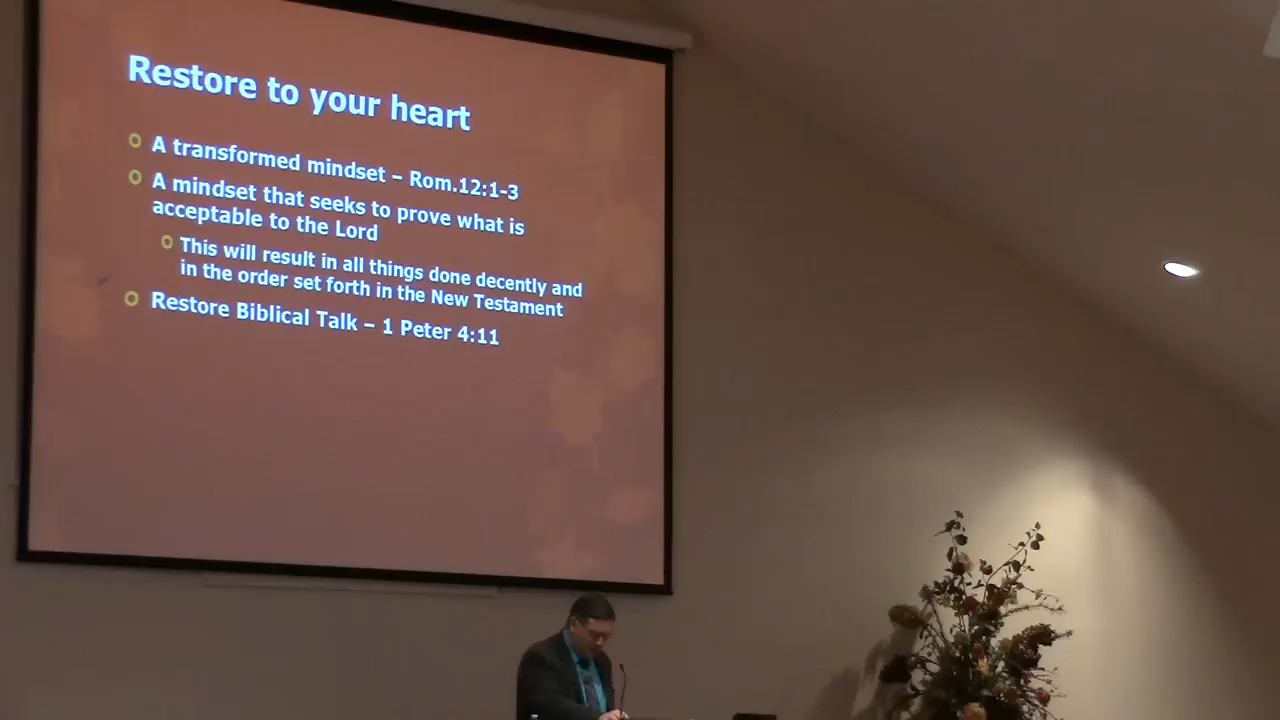 Restore to your heart
A transformed mindset – Rom.12:1-3
A mindset that seeks to prove what is
acceptable to the Lord
This will result in all things done decently and
in the order set forth in the New Testament
Restore Biblical Talk – 1 Peter 4:11